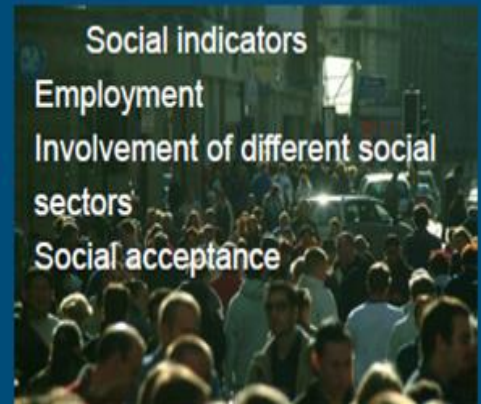 Social indicators
Employment
Involvement of different social
sectors
Social acceptance